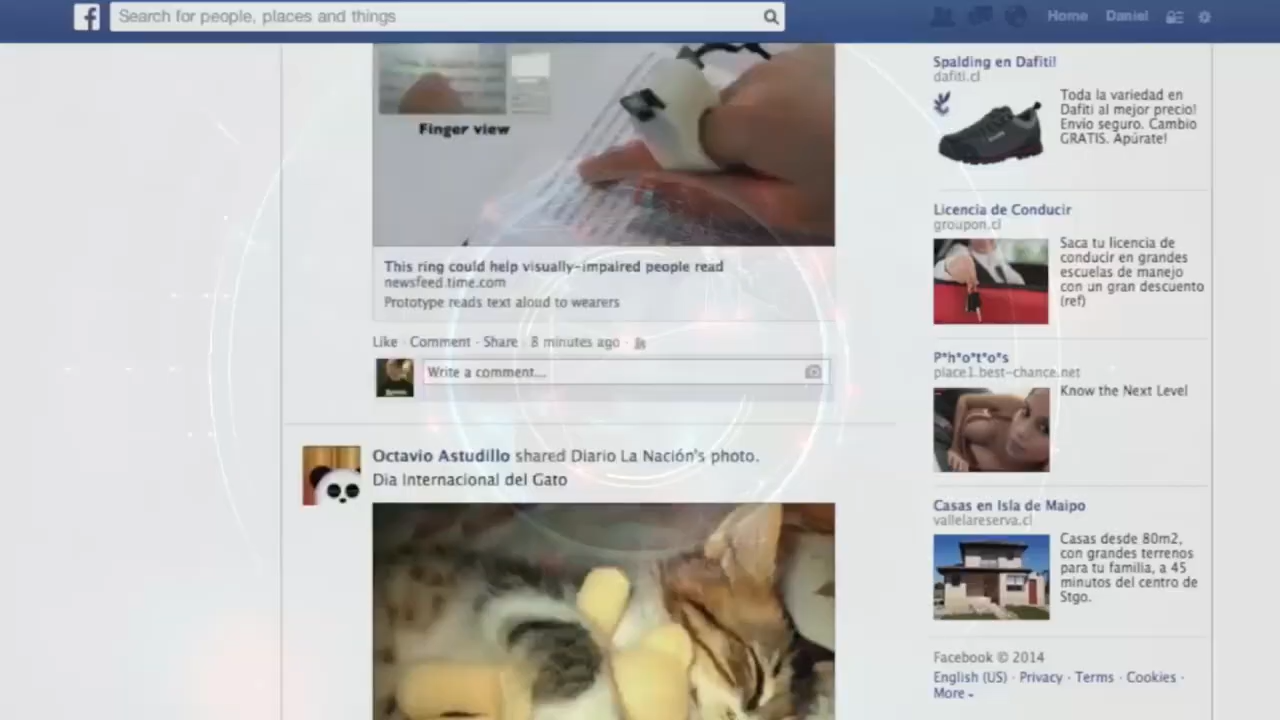 f
Search for people, places and things
Home
Daniel
Finger view
This ring could help visually-impaired people read
newsfeed.time.com
Prototype reads text aloud to wearers
Like · Comment · Share · 8 minutes ago ·
Write a comment...
Octavio Astudillo shared Diario La Nación's photo.
Dia Internacional del Gato
Spalding en Dafiti!
dafiti.cl
Toda la variedad en
Dafiti al mejor precio!
Envío seguro. Cambio
GRATIS. Apúrate!
Licencia de Conducir
groupon.cl
Saca tu licencia de
conducir en grandes
escuelas de manejo
con un gran descuento
(ref)
P*h*o*t*o*s
place1.best-chance.net
Know the Next Level
Casas en Isla de Maipo
vallelareserva.cl
Casas desde 80m2,
con grandes terrenos
para tu familia, a 45
minutos del centro de
Stgo.
Facebook © 2014
English (US) · Privacy · Terms · Cookies ·
More